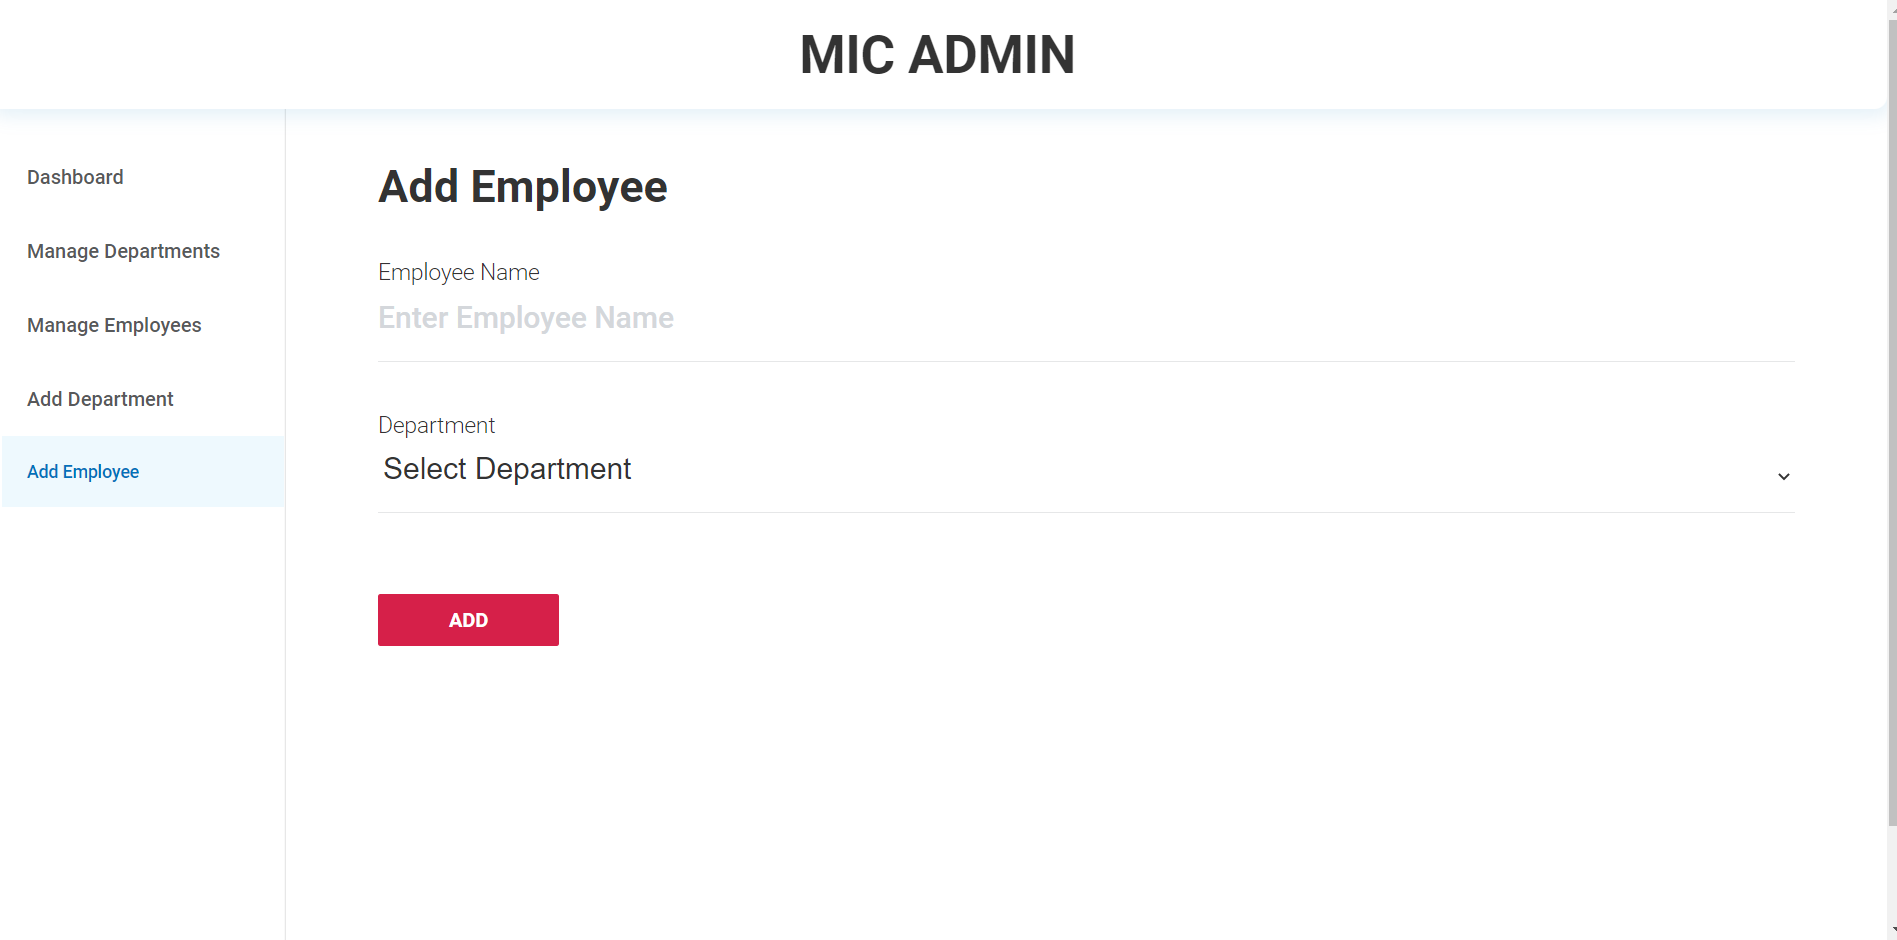 MIC ADMIN
Dashboard
Manage Departments
Manage Employees
Add Department
Add Employee
Add Employee
Employee Name
Enter Employee Name
Department
Select Department
ADD